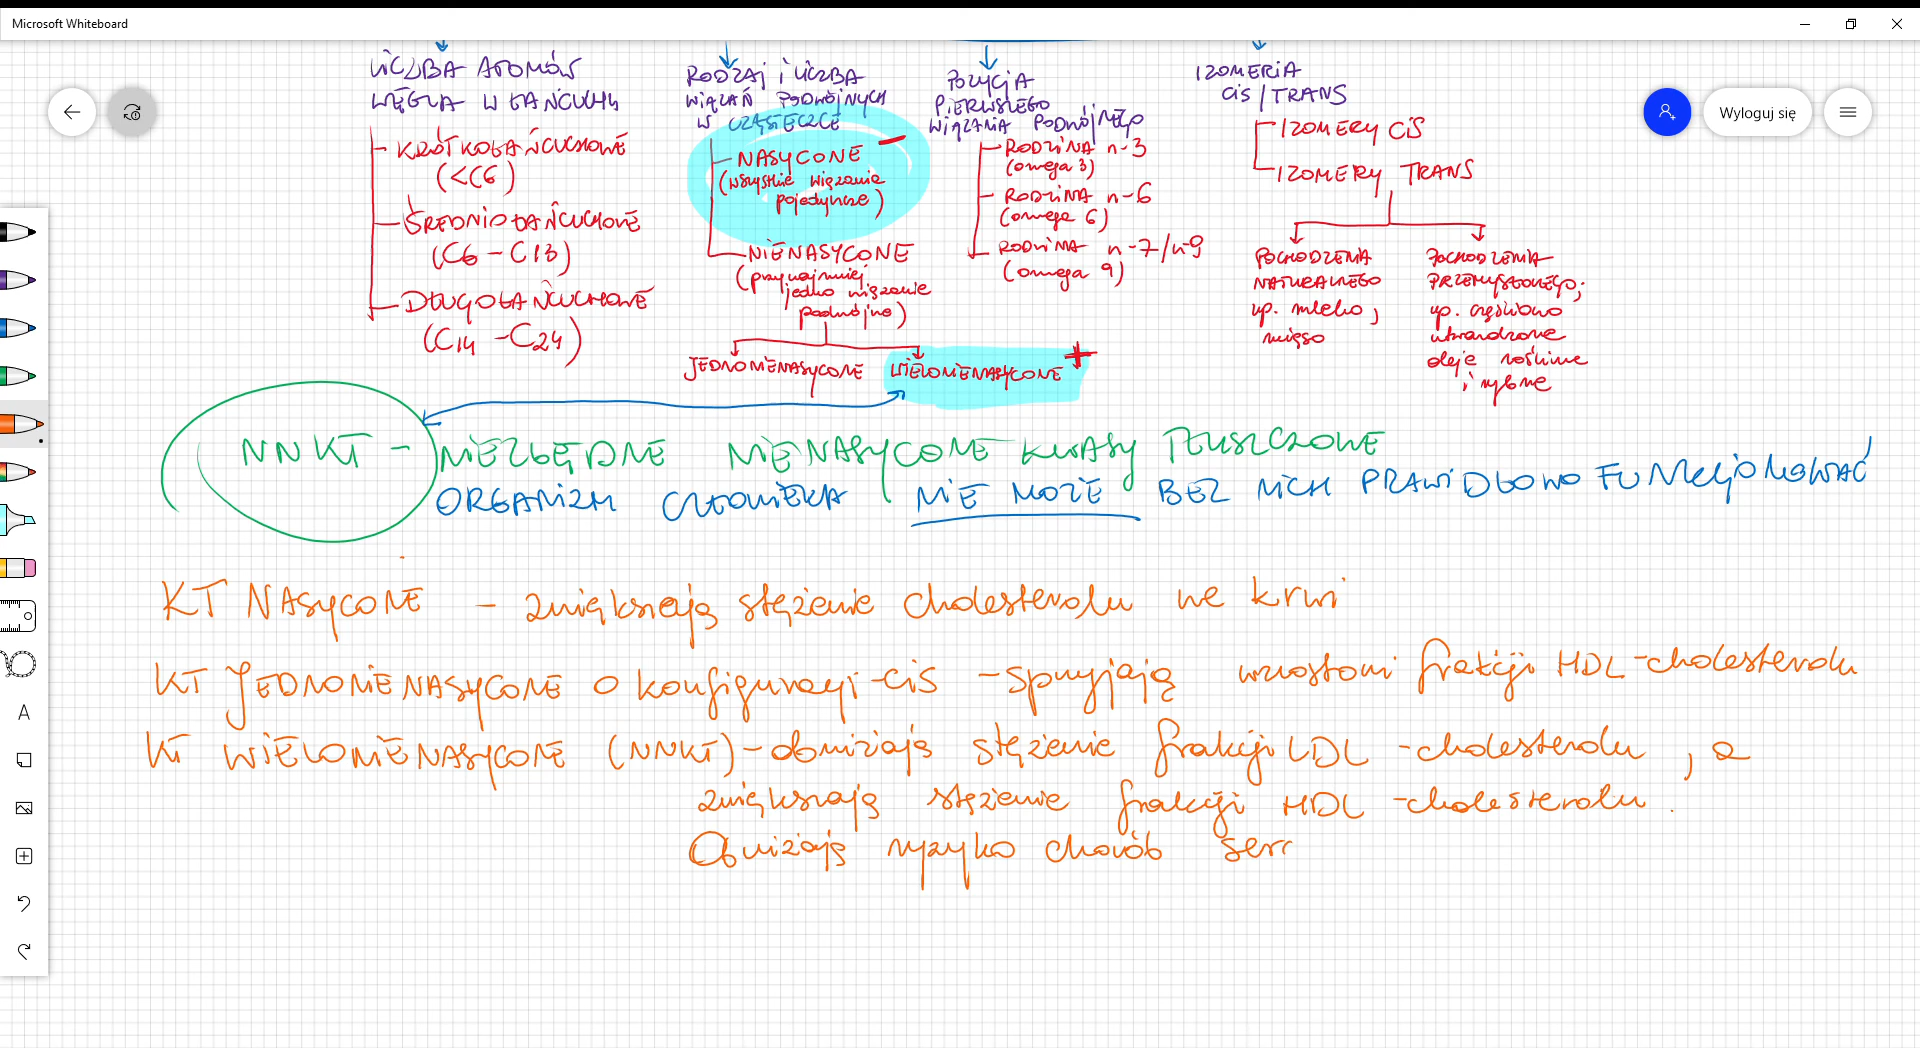 Microsoft Whiteboard
Wyloguj się
LICZBA ATOMÓW
WĘGLA W ŁAŃCUCHU
KRÓTKOŁAŃCUCHOWE
(<C6)
ŚREDNIOŁAŃCUCHOWE
(C6 - C13)
DŁUGOŁAŃCUCHOWE
(C14 - C24)
RODZAJ I LICZBA
WIĄZAŃ PODWÓJNYCH
W CZĄSTECZCE
NASYCONE
(wszystkie wiązania
pojedyncze)
NIENASYCONE
(przynajmniej
jedno wiązanie
podwójne)
JEDNONIENASYCONE
WIELONIENASYCONE +
POZYCJA
PIERWSZEGO
WIĄZANIA PODWÓJNEGO
RODZINA n-3
(omega 3)
RODZINA n-6
(omega 6)
RODZINA n-7/n-9
(omega 9)
IZOMERIA
CIS/TRANS
IZOMERY CIS
IZOMERY TRANS
POCHODZENIA
NATURALNEGO
np. mleko,
mięso
POCHODZENIA
PRZEMYSŁOWEGO;
np. częściowo
utwardzone
oleje roślinne
i rybne
NNKT - NIEZBĘDNE NIENASYCONE KWASY TŁUSZCZOWE
ORGANIZM CZŁOWIEKA NIE MOŻE BEZ NICH PRAWIDŁOWO FUNKCJONOWAĆ
KT NASYCONE - zwiększają stężenie cholesterolu we krwi
KT JEDNONIENASYCONE o konfiguracji-cis - sprzyjają wzrostowi frakcji HDL-cholesterolu
KT WIELONIENASYCONE (NNKT) - obniżają stężenie frakcji LDL-cholesterolu, a
zwiększają stężenie frakcji HDL-cholesterolu.
Obniżają ryzyko chorób serc
A